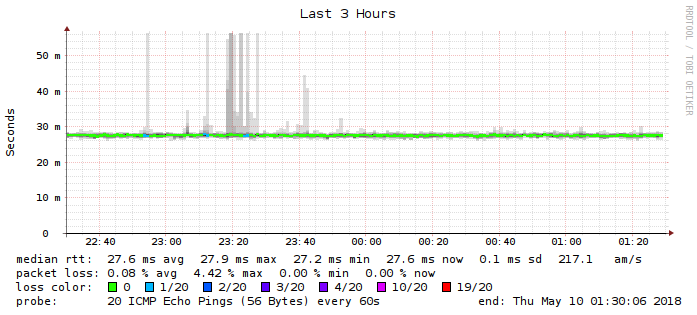 Last 3 Hours
RRDTOOL / TOBI OETIKER
Seconds
50 m
40 m
30 m
20 m
10 m
0
22:40 23:00 23:20 23:40 00:00 00:20 00:40 01:00 01:20
median rtt: 27.6 ms avg 27.9 ms max 27.2 ms min 27.6 ms now 0.1 ms sd 217.1 am/s
packet loss: 0.08 % avg 4.42 % max 0.00 % min 0.00 % now
loss color: 0 1/20 2/20 3/20 4/20 10/20 19/20
probe: 20 ICMP Echo Pings (56 Bytes) every 60s end: Thu May 10 01:30:06 2018